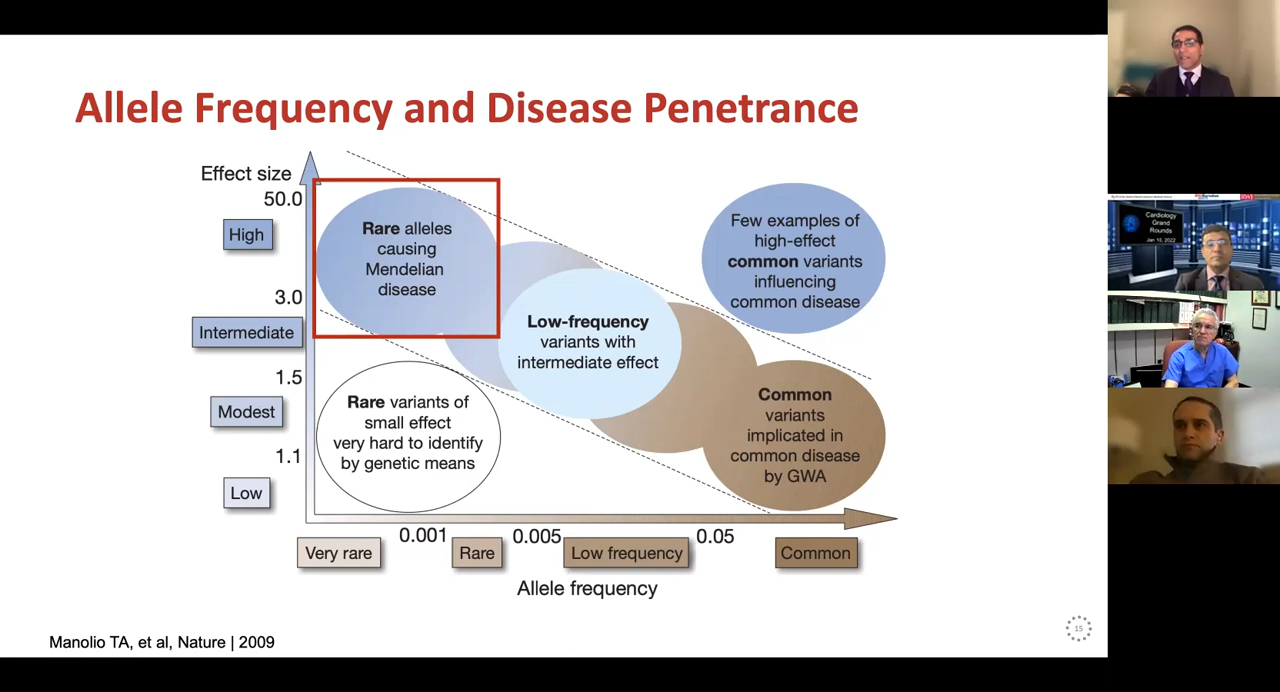 Allele Frequency and Disease Penetrance
Effect size
50.0
High
3.0
Intermediate
1.5
Modest
1.1
Low
Rare alleles
causing
Mendelian
disease
Few examples of
high-effect
common variants
influencing
common disease
Low-frequency
variants with
intermediate effect
Rare variants of
small effect
very hard to identify
by genetic means
Common
variants
implicated in
common disease
by GWA
0.001
0.005
0.05
Very rare
Rare
Low frequency
Common
Allele frequency
Manolio TA, et al, Nature | 2009
15
Cardiology
Grand
Rounds
Jan 10, 2022